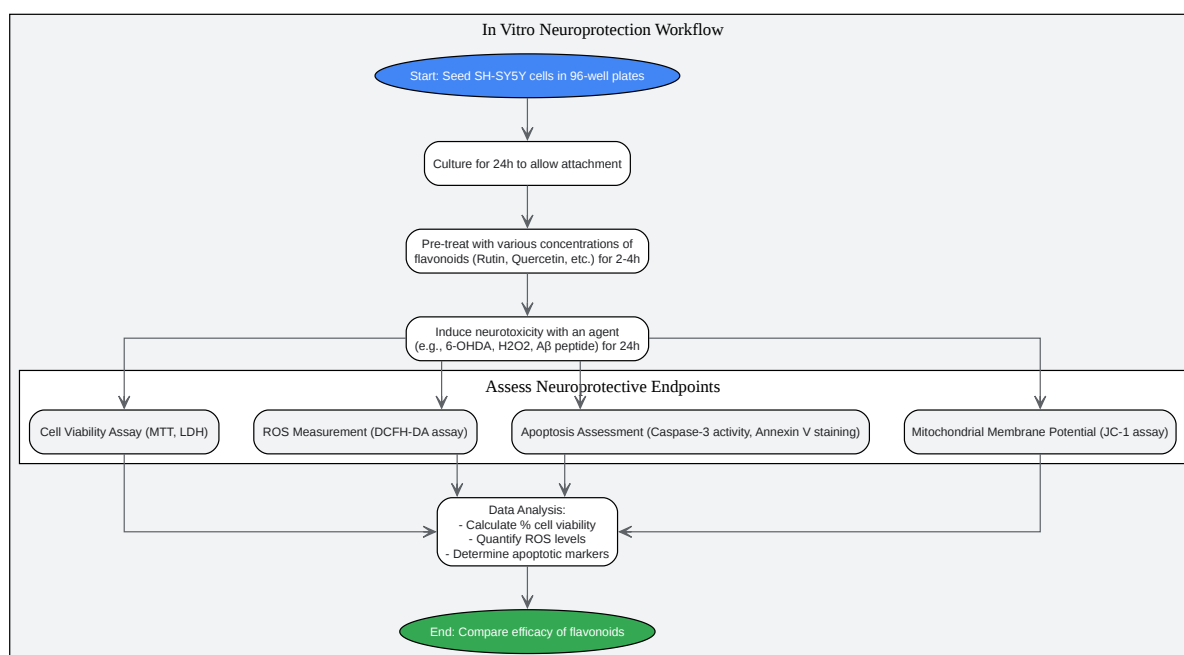 In Vitro Neuroprotection Workflow
Start: Seed SH-SY5Y cells in 96-well plates
Culture for 24h to allow attachment
Pre-treat with various concentrations of
flavonoids (Rutin, Quercetin, etc.) for 2-4h
Induce neurotoxicity with an agent
(e.g., 6-OHDA, H2O2, Aβ peptide) for 24h
Assess Neuroprotective Endpoints
Cell Viability Assay (MTT, LDH)
ROS Measurement (DCFH-DA assay)
Apoptosis Assessment (Caspase-3 activity, Annexin V staining)
Mitochondrial Membrane Potential (JC-1 assay)
Data Analysis:
- Calculate % cell viability
- Quantify ROS levels
- Determine apoptotic markers
End: Compare efficacy of flavonoids